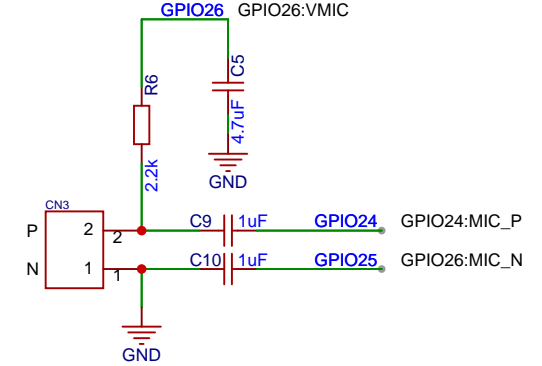 GPIO26 GPIO26:VMIC
C5
R6
4.7uF
2.2k
GND
CN3
P 2 2 C9 1uF GPIO24 GPIO24:MIC_P
N 1 1 C10 1uF GPIO25 GPIO26:MIC_N
GND